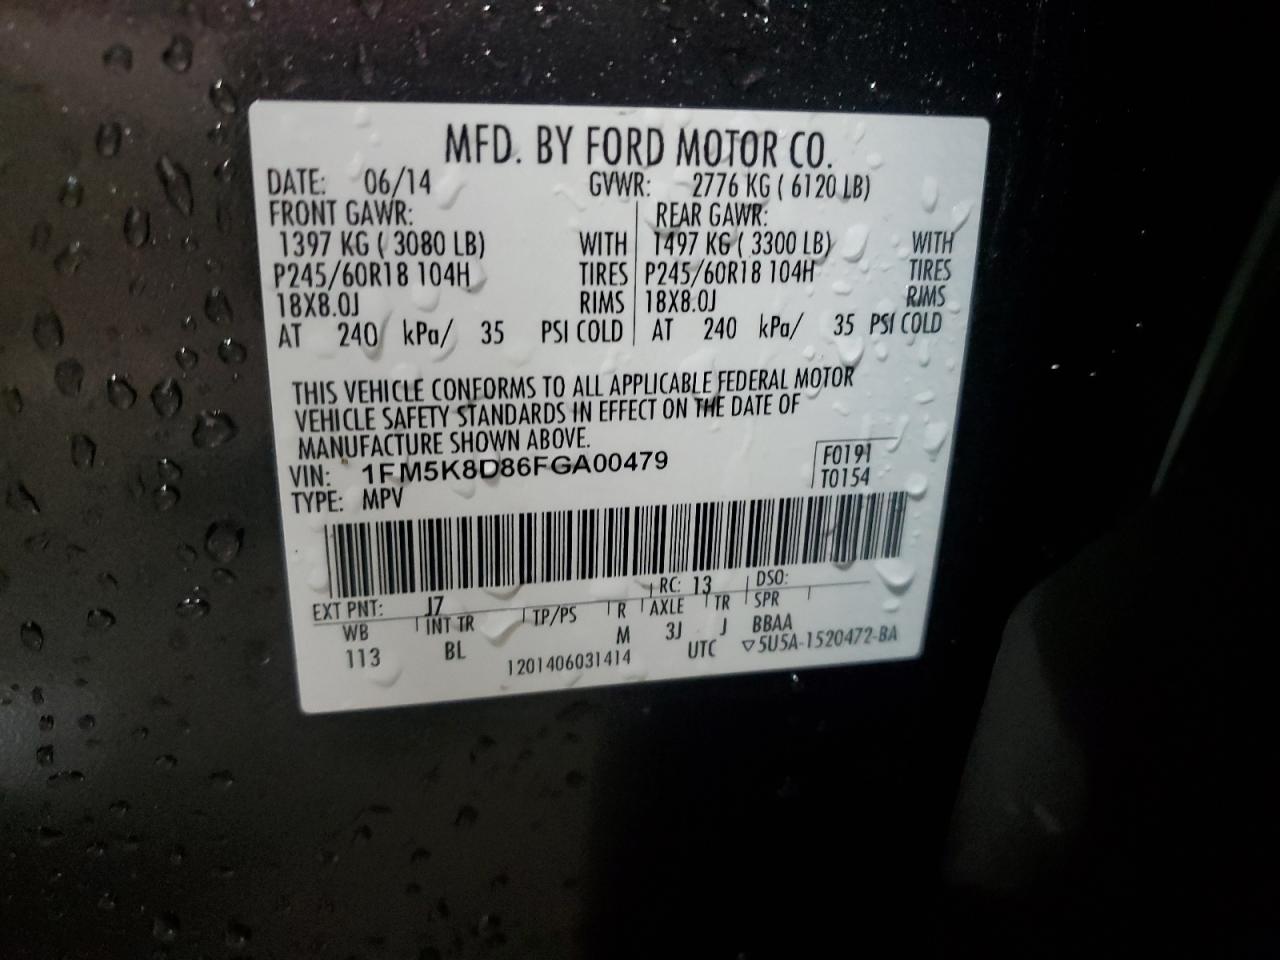 MFD. BY FORD MOTOR CO.
DATE: 06/14 GVWR: 2776 KG ( 6120 LB)
FRONT GAWR: REAR GAWR:
1397 KG ( 3080 LB) WITH 1497 KG ( 3300 LB) WITH
P245/60R18 104H TIRES P245/60R18 104H TIRES
18X8.0J RIMS 18X8.0J RIMS
AT 240 kPa/ 35 PSI COLD AT 240 kPa/ 35 PSI COLD
THIS VEHICLE CONFORMS TO ALL APPLICABLE FEDERAL MOTOR
VEHICLE SAFETY STANDARDS IN EFFECT ON THE DATE OF
MANUFACTURE SHOWN ABOVE.
VIN: 1FM5K8D86FGA00479 F0191
TYPE: MPV T0154
EXT PNT: J7 RC: 13 DSO:
WB INT TR TP/PS R AXLE TR SPR
113 BL M 3J J BBAA
1201406031414 UTC ▽5U5A-1520472-BA